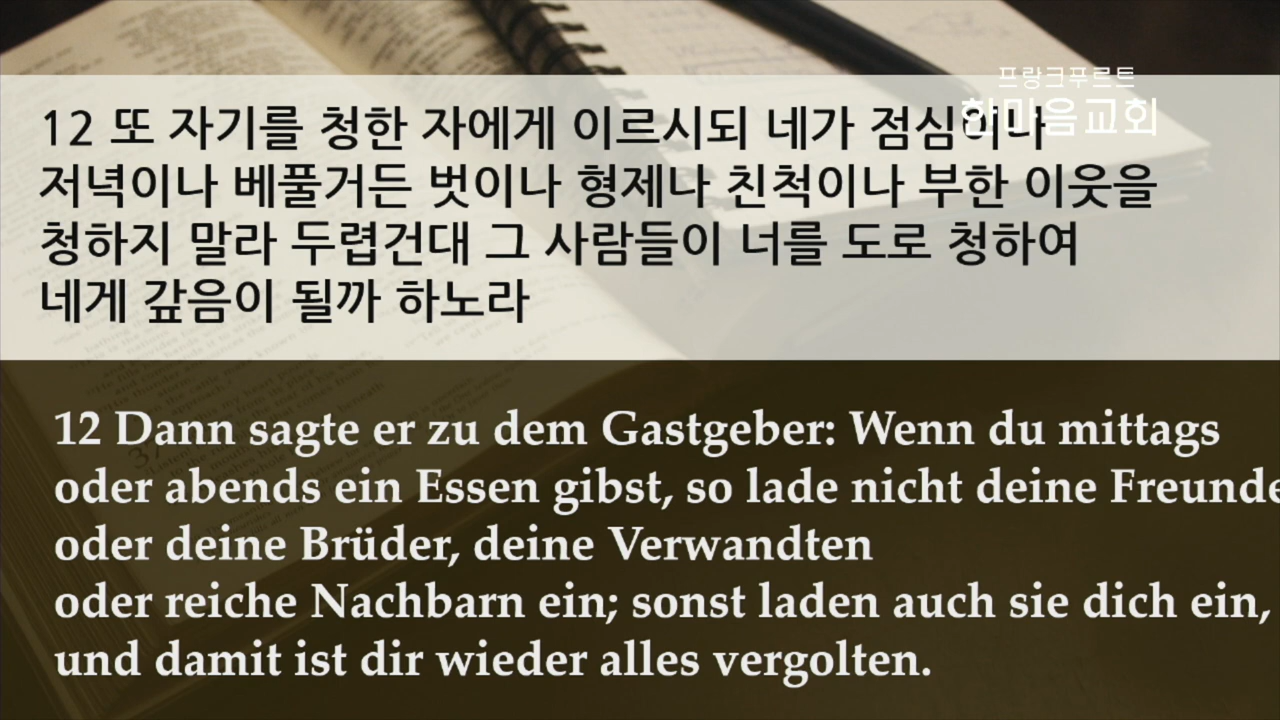 프랑크푸르트
한마음교회
12 또 자기를 청한 자에게 이르시되 네가 점심이나
저녁이나 베풀거든 벗이나 형제나 친척이나 부한 이웃을
청하지 말라 두렵건대 그 사람들이 너를 도로 청하여
네게 갚음이 될까 하노라
12 Dann sagte er zu dem Gastgeber: Wenn du mittags
oder abends ein Essen gibst, so lade nicht deine Freunde
oder deine Brüder, deine Verwandten
oder reiche Nachbarn ein; sonst laden auch sie dich ein,
und damit ist dir wieder alles vergolten.